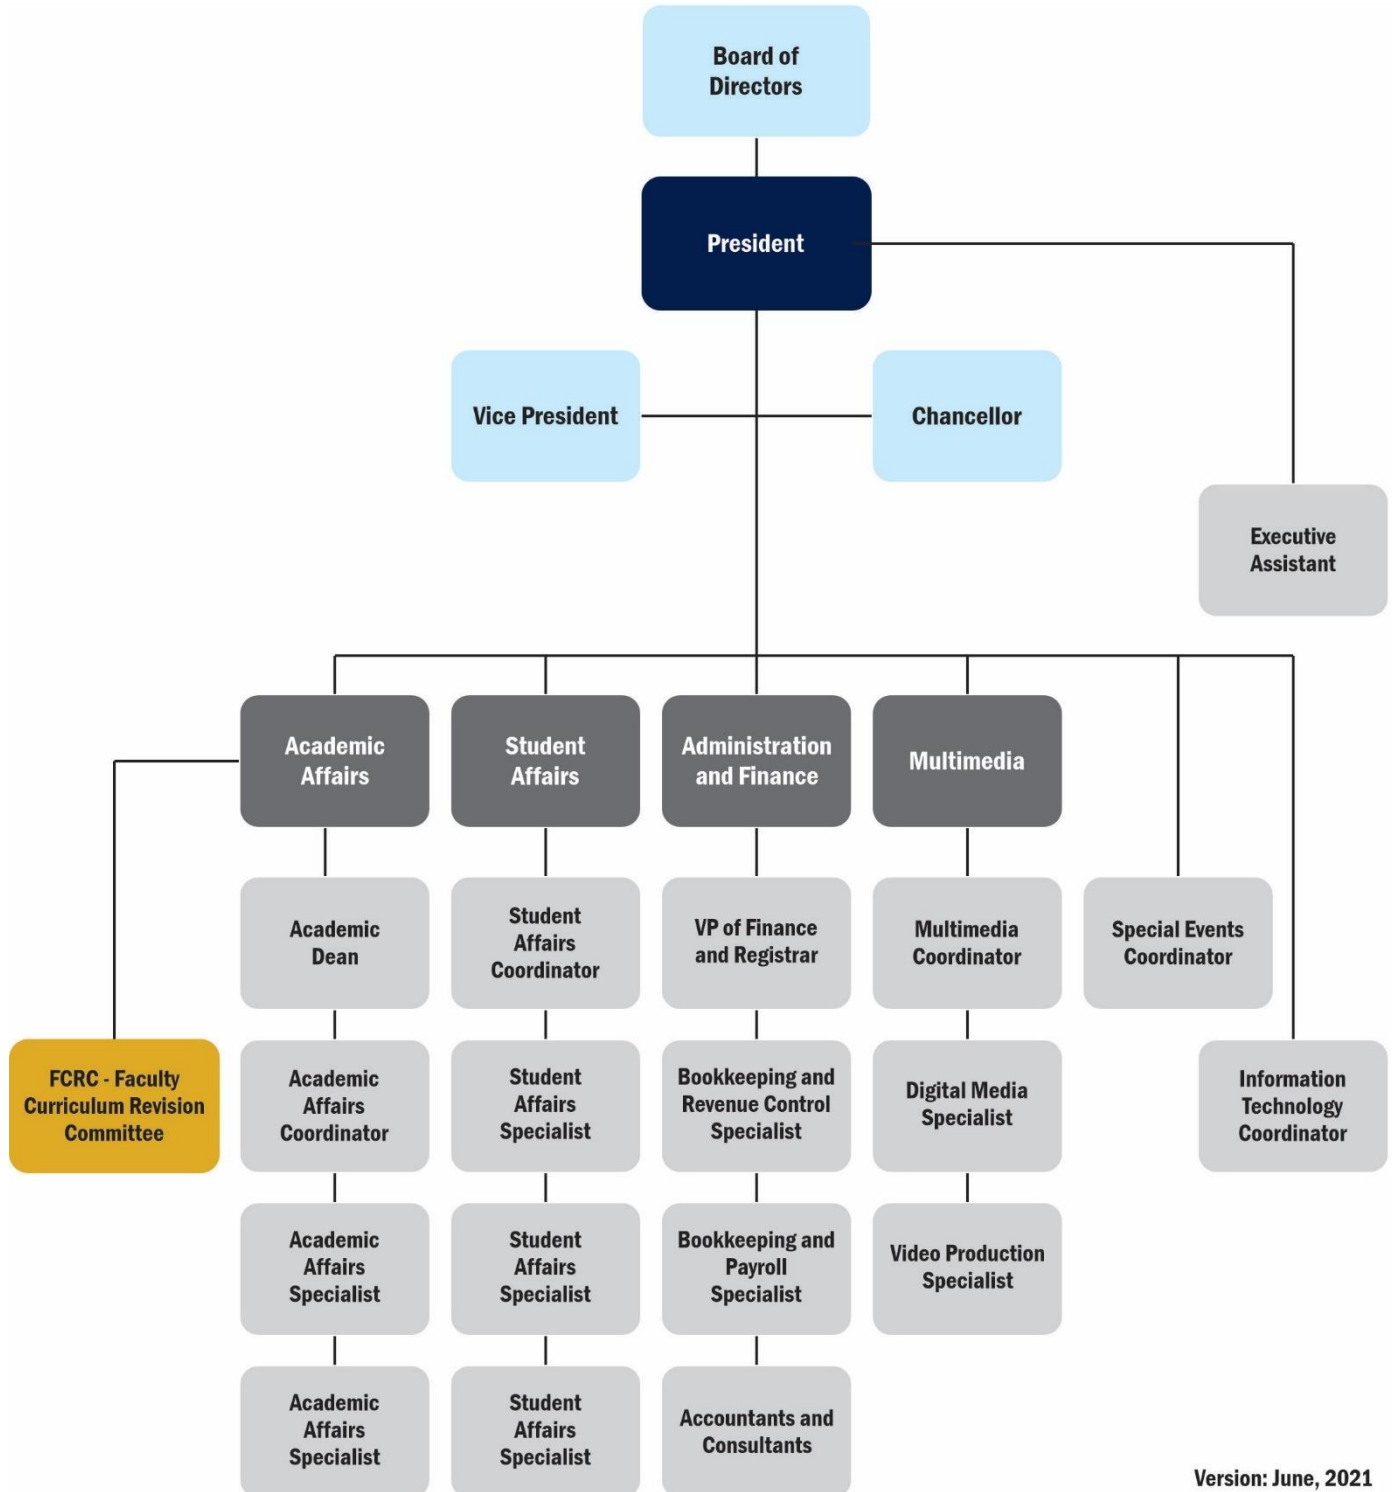 Board of
Directors
President
Vice President
Chancellor
Executive
Assistant
Academic
Affairs
Student
Affairs
Administration
and Finance
Multimedia
Academic
Dean
Student
Affairs
Coordinator
VP of Finance
and Registrar
Multimedia
Coordinator
Special Events
Coordinator
FCRC - Faculty
Curriculum Revision
Committee
Academic
Affairs
Coordinator
Student
Affairs
Specialist
Bookkeeping and
Revenue Control
Specialist
Digital Media
Specialist
Information
Technology
Coordinator
Academic
Affairs
Specialist
Student
Affairs
Specialist
Bookkeeping and
Payroll
Specialist
Video Production
Specialist
Academic
Affairs
Specialist
Student
Affairs
Specialist
Accountants and
Consultants
Version: June, 2021